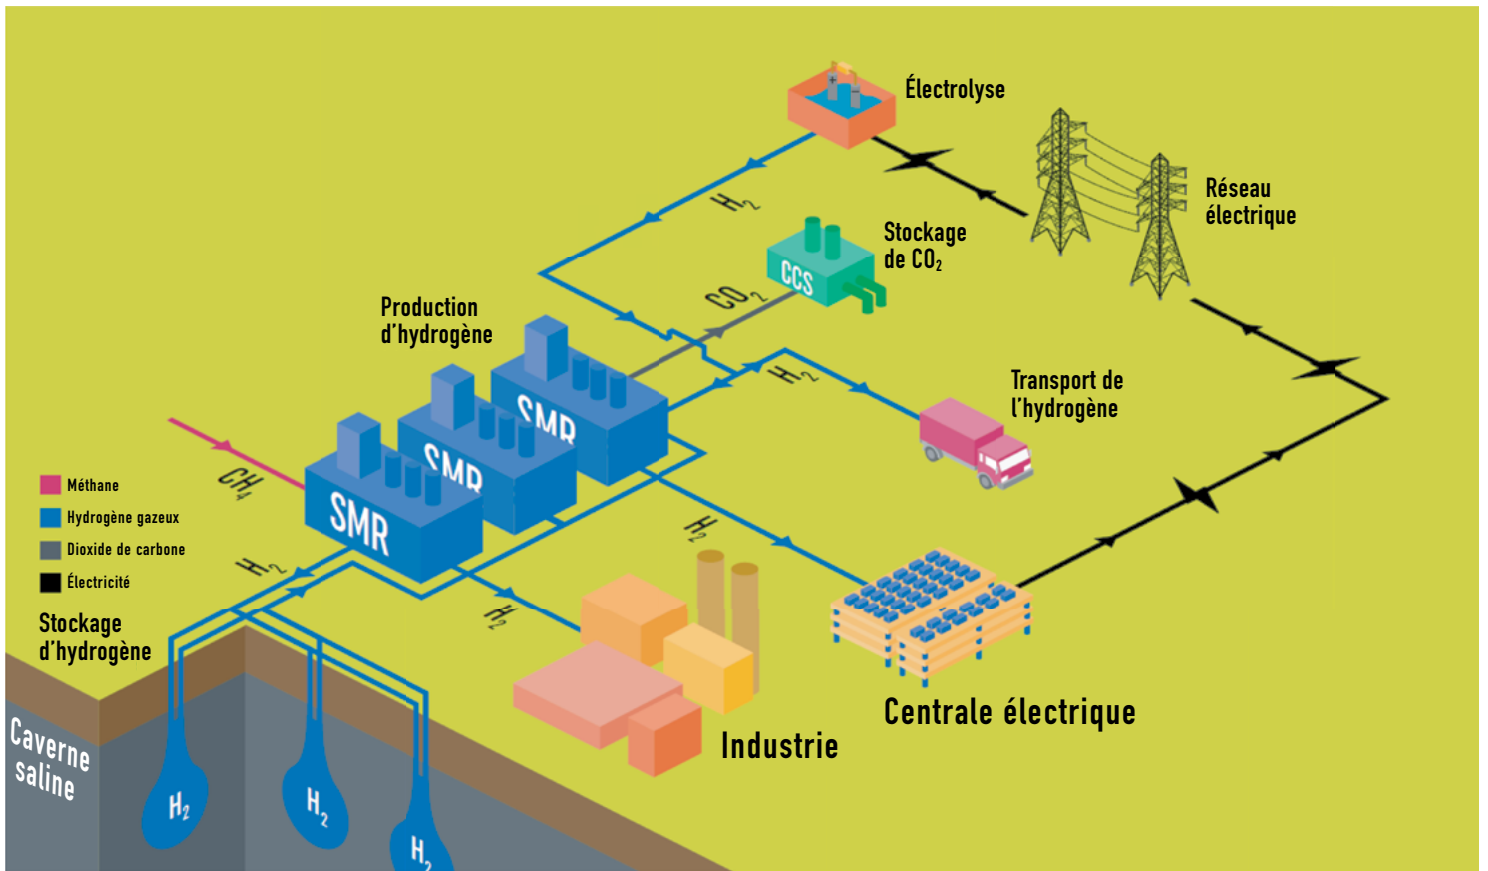 Électrolyse
Réseau
électrique
H₂
Stockage
de CO₂
CCS
CO₂
Production
d'hydrogène
H₂
Transport de
l'hydrogène
SMR
SMR
SMR
CH₄
Méthane
Hydrogène gazeux
Dioxide de carbone
Électricité
H₂
H₂
H₂
Stockage
d'hydrogène
Centrale électrique
Industrie
Caverne
saline
H₂
H₂
H₂